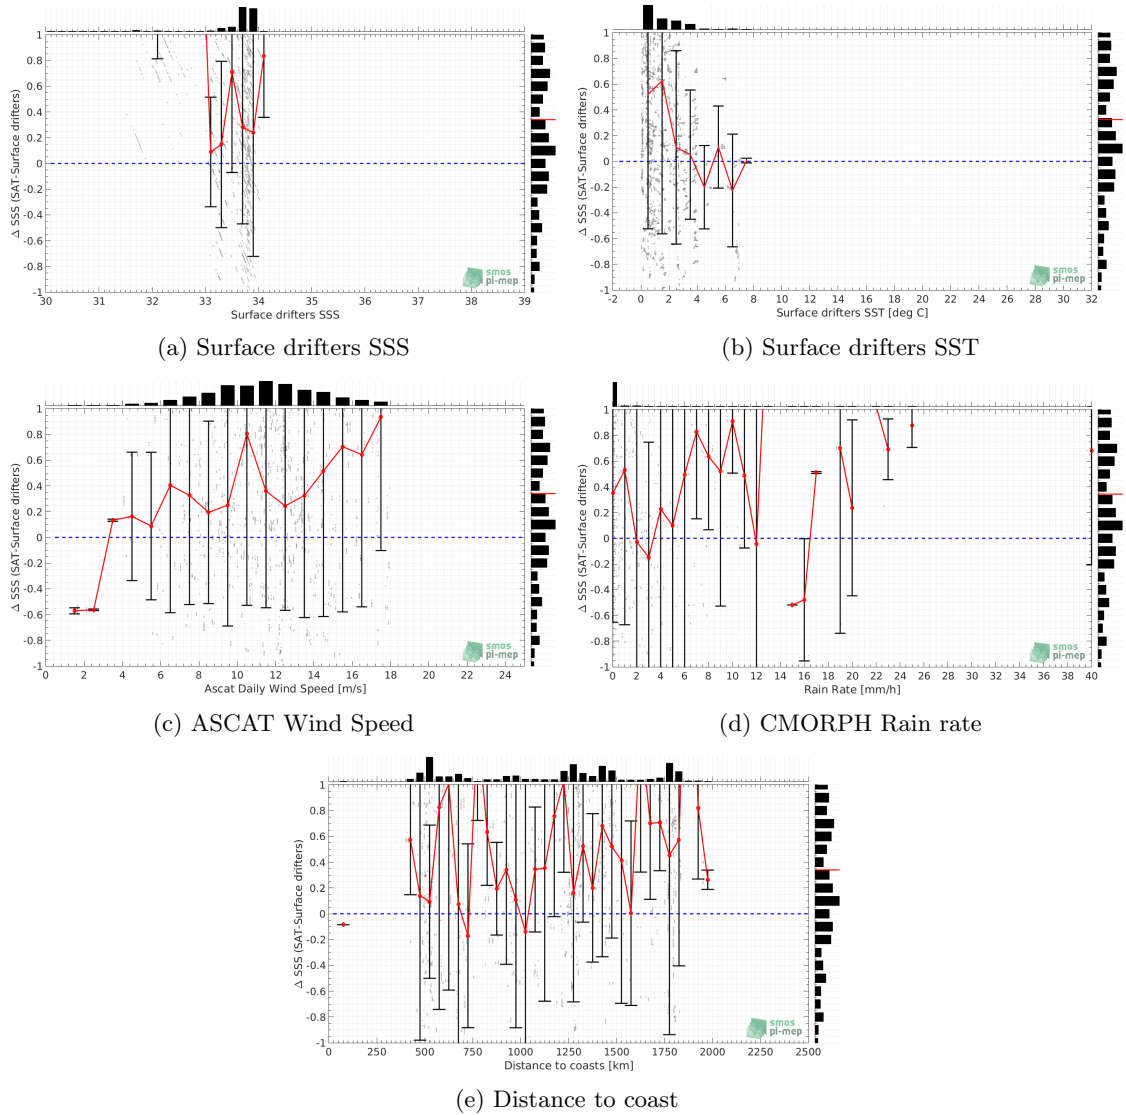 1
0.8
0.6
0.4
0.2
0
-0.2
-0.4
-0.6
-0.8
-1
Δ SSS (SAT-Surface drifters)
30 31 32 33 34 35 36 37 38 39
Surface drifters SSS
smos
pi-mep
(a) Surface drifters SSS
1
0.8
0.6
0.4
0.2
0
-0.2
-0.4
-0.6
-0.8
-1
Δ SSS (SAT-Surface drifters)
-2 0 2 4 6 8 10 12 14 16 18 20 22 24 26 28 30 32
Surface drifters SST [deg C]
smos
pi-mep
(b) Surface drifters SST
1
0.8
0.6
0.4
0.2
0
-0.2
-0.4
-0.6
-0.8
-1
Δ SSS (SAT-Surface drifters)
0 2 4 6 8 10 12 14 16 18 20 22 24
Ascat Daily Wind Speed [m/s]
smos
pi-mep
(c) ASCAT Wind Speed
1
0.8
0.6
0.4
0.2
0
-0.2
-0.4
-0.6
-0.8
-1
Δ SSS (SAT-Surface drifters)
0 2 4 6 8 10 12 14 16 18 20 22 24 26 28 30 32 34 36 38 40
Rain Rate [mm/h]
smos
pi-mep
(d) CMORPH Rain rate
1
0.8
0.6
0.4
0.2
0
-0.2
-0.4
-0.6
-0.8
-1
Δ SSS (SAT-Surface drifters)
0 250 500 750 1000 1250 1500 1750 2000 2250 2500
Distance to coasts [km]
smos
pi-mep
(e) Distance to coast